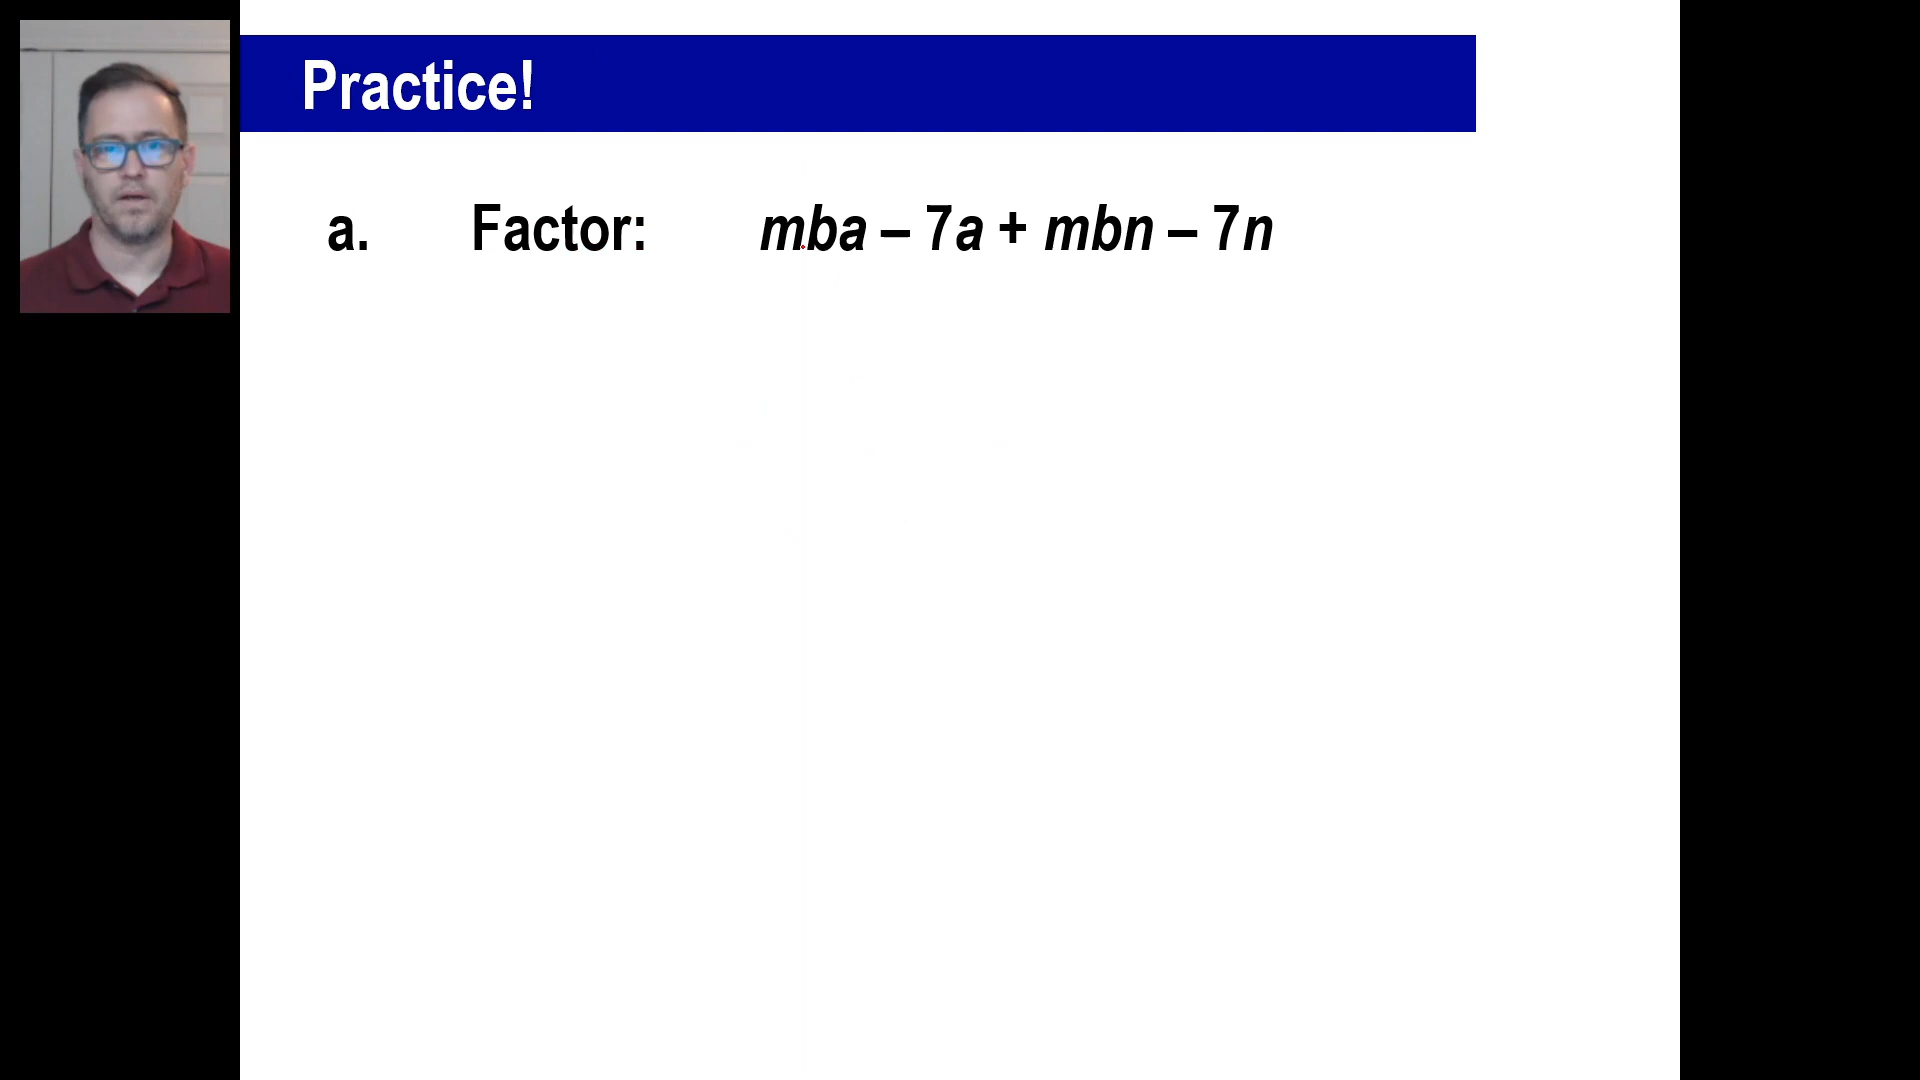 Practice!
a. Factor: mba – 7a + mbn – 7n